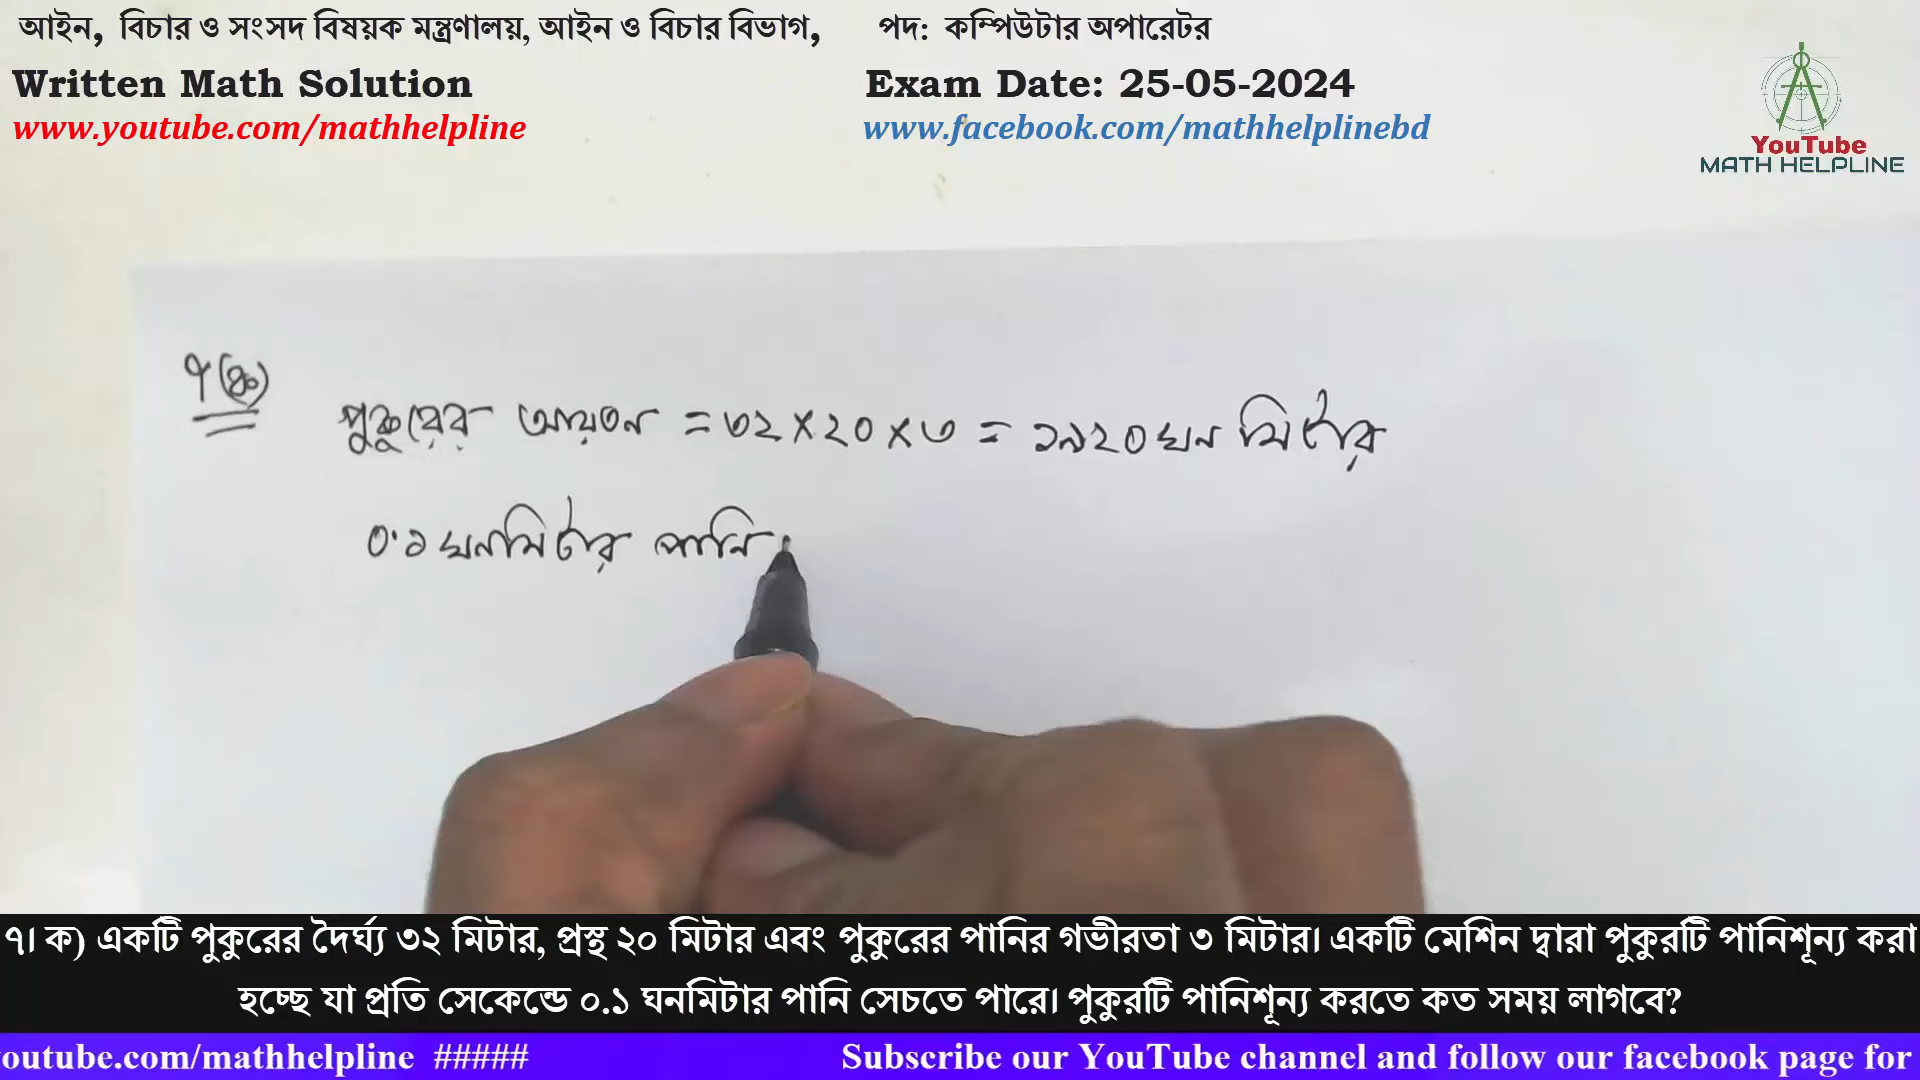 আইন, বিচার ও সংসদ বিষয়ক মন্ত্রণালয়, আইন ও বিচার বিভাগ, পদ: কম্পিউটার অপারেটর
Written Math Solution Exam Date: 25-05-2024
www.youtube.com/mathhelpline www.facebook.com/mathhelplinebd
YouTube
MATH HELPLINE
৭(ক)
পুকুরের আয়তন = ৩২ × ২০ × ৩ = ১৯২০ ঘন মিটার
০.১ ঘনমিটার পানি
৭। ক) একটি পুকুরের দৈর্ঘ্য ৩২ মিটার, প্রস্থ ২০ মিটার এবং পুকুরের পানির গভীরতা ৩ মিটার। একটি মেশিন দ্বারা পুকুরটি পানিশূন্য করা
হচ্ছে যা প্রতি সেকেন্ডে ০.১ ঘনমিটার পানি সেচতে পারে। পুকুরটি পানিশূন্য করতে কত সময় লাগবে?
outube.com/mathhelpline ##### Subscribe our YouTube channel and follow our facebook page for